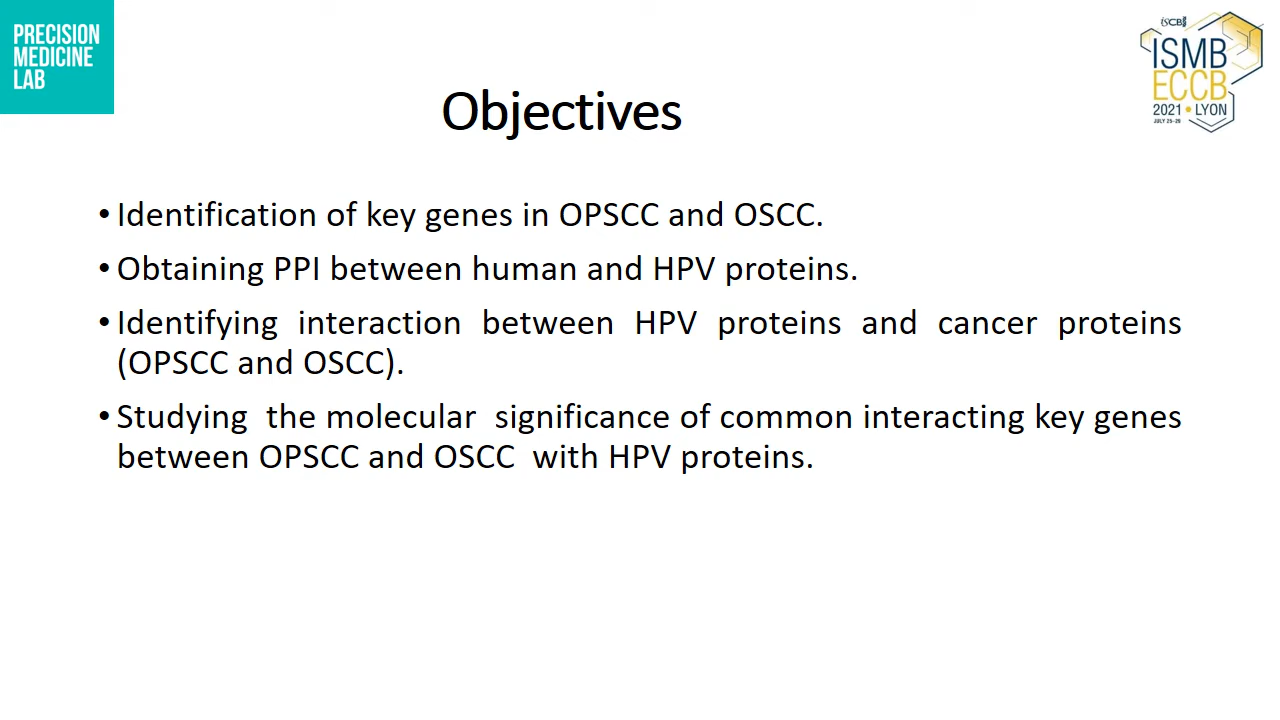 PRECISION
MEDICINE
LAB
iSCB
ISMB
ECCB
2021 • LYON
JULY 25-29
Objectives
• Identification of key genes in OPSCC and OSCC.
• Obtaining PPI between human and HPV proteins.
• Identifying interaction between HPV proteins and cancer proteins
(OPSCC and OSCC).
• Studying the molecular significance of common interacting key genes
between OPSCC and OSCC with HPV proteins.